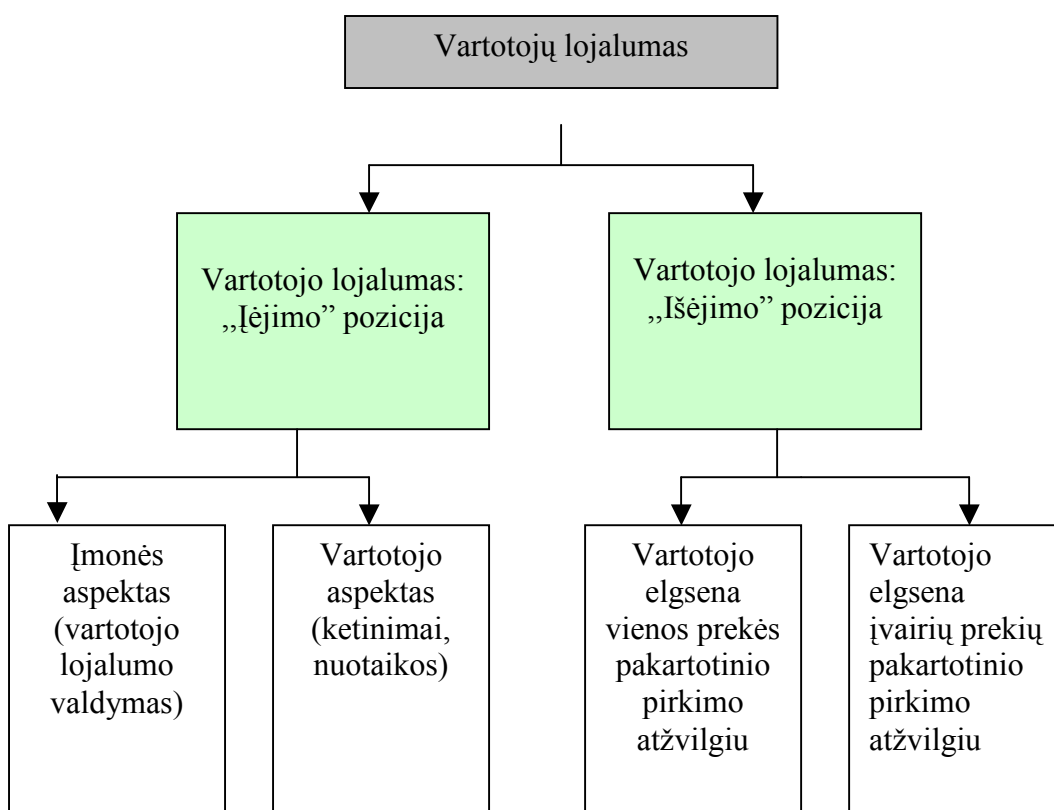 Vartotojų lojalumas
Vartotojo lojalumas:
,,Įėjimo” pozicija
Vartotojo lojalumas:
,,Išėjimo” pozicija
Įmonės
aspektas
(vartotojo
lojalumo
valdymas)
Vartotojo
aspektas
(ketinimai,
nuotaikos)
Vartotojo
elgsena
vienos prekės
pakartotinio
pirkimo
atžvilgiu
Vartotojo
elgsena
įvairių prekių
pakartotinio
pirkimo
atžvilgiu